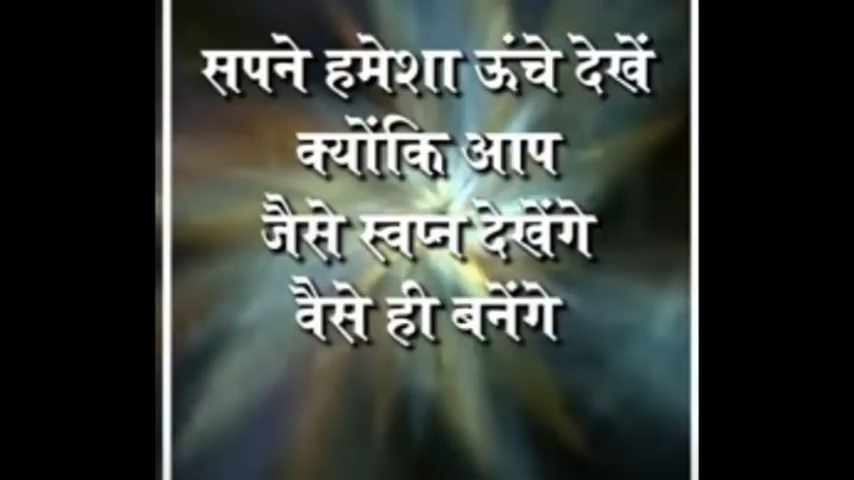 सपने हमेशा ऊंचे देखें
क्योंकि आप
जैसे स्वप्न देखेंगे
वैसे ही बनेंगे